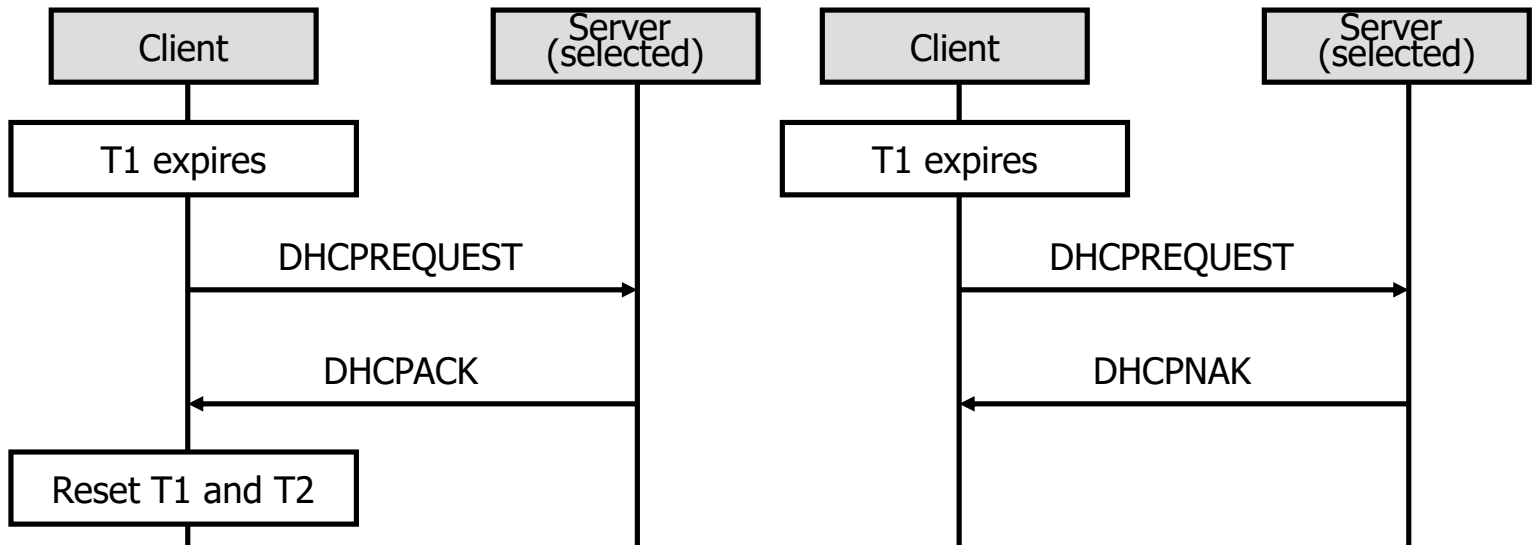 Client
Server
(selected)
T1 expires
DHCPREQUEST
DHCPACK
Reset T1 and T2
Client
Server
(selected)
T1 expires
DHCPREQUEST
DHCPNAK